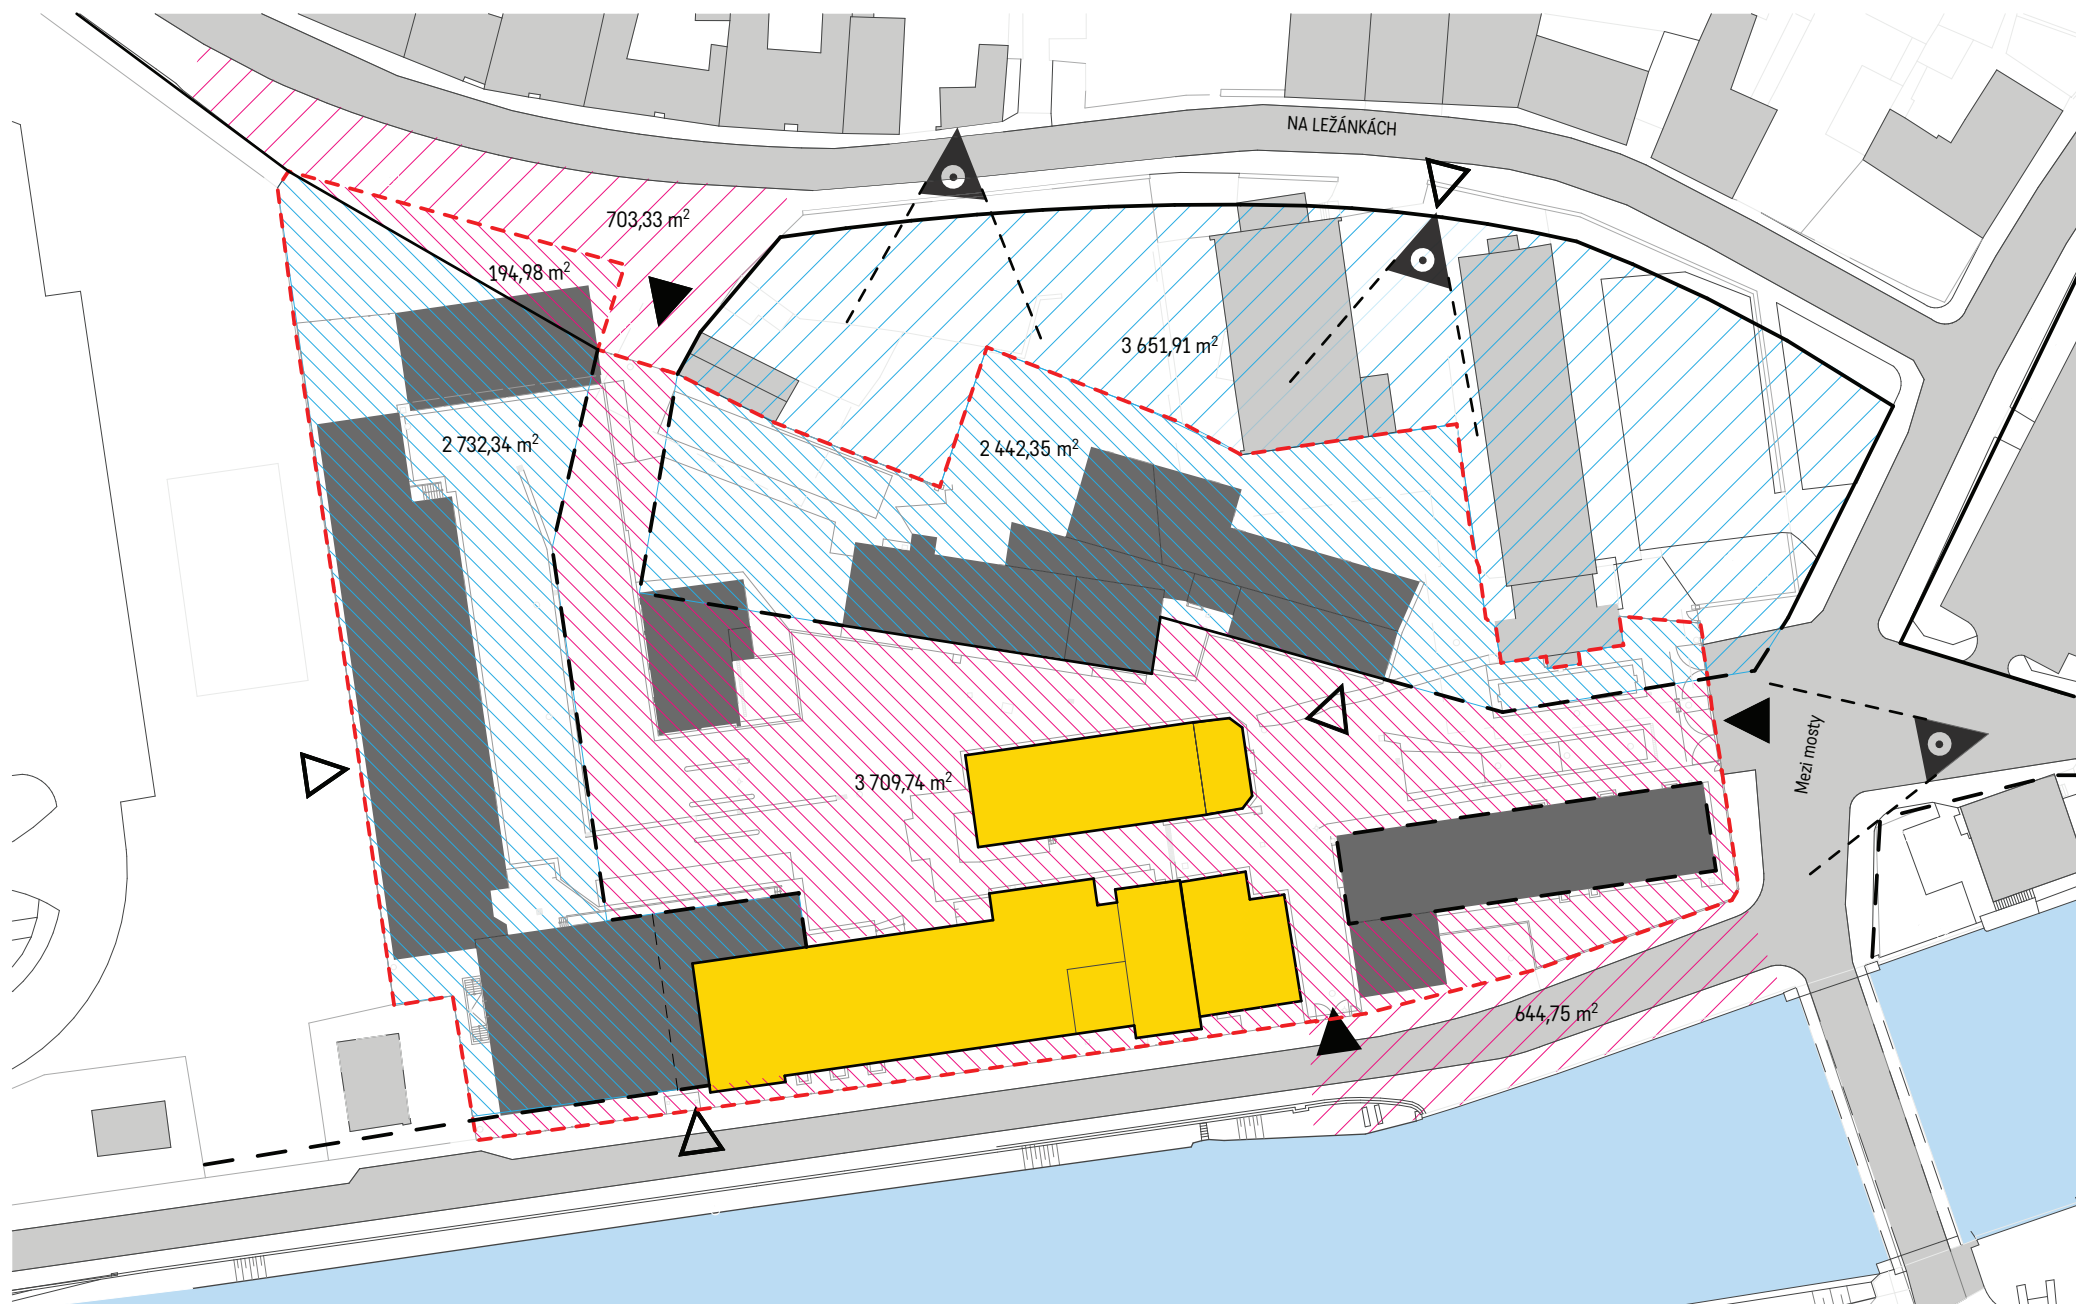 NA LEŽÁNKÁCH
703,33 m²
194,98 m²
3 651,91 m²
2 732,34 m²
2 442,35 m²
Mezi mosty
3 709,74 m²
644,75 m²